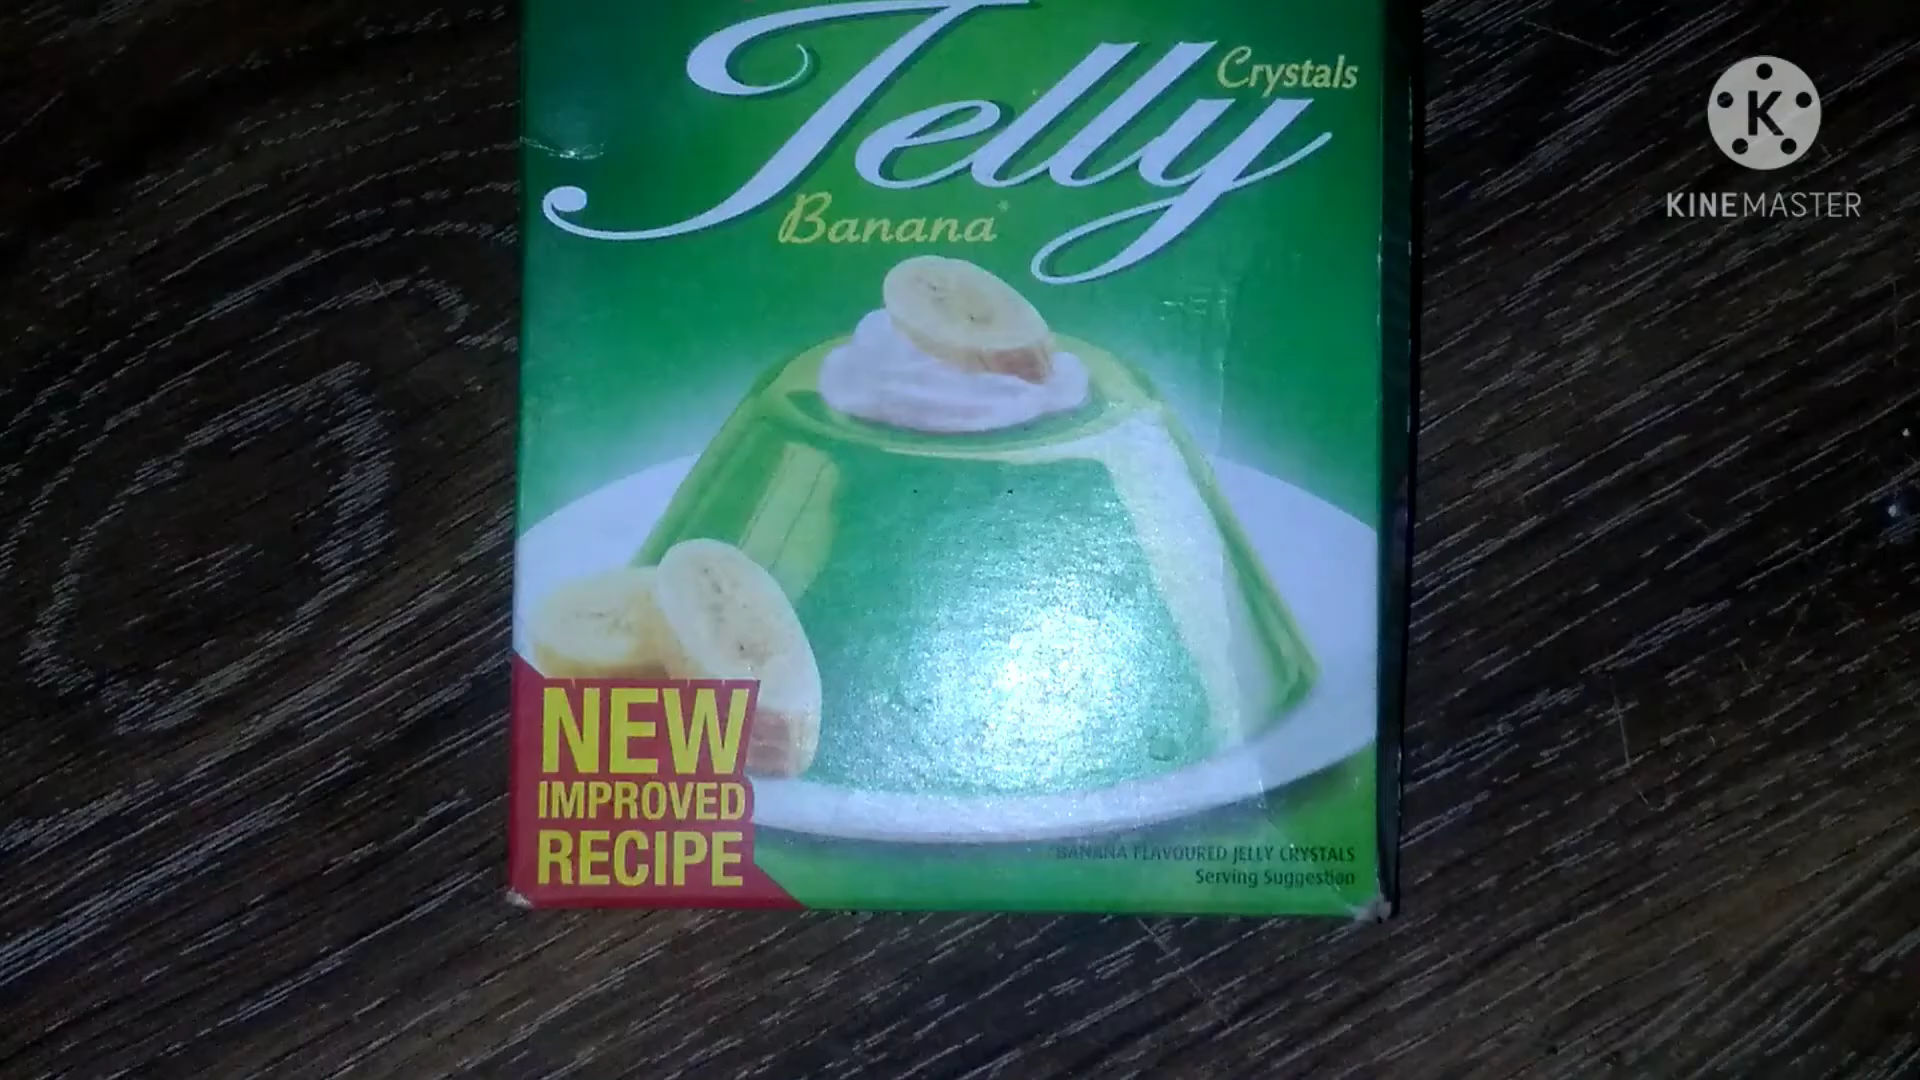 Jelly
Crystals
Banana*
NEW
IMPROVED
RECIPE
*BANANA FLAVOURED JELLY CRYSTALS
Serving Suggestion
K
KINEMASTER